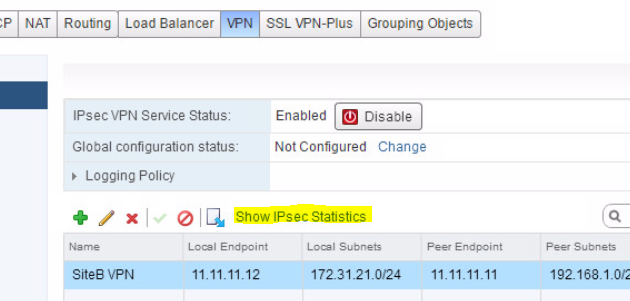 CP NAT Routing Load Balancer VPN SSL VPN-Plus Grouping Objects
IPsec VPN Service Status: Enabled Disable
Global configuration status: Not Configured Change
Logging Policy
Show IPsec Statistics
Name Local Endpoint Local Subnets Peer Endpoint Peer Subnets
SiteB VPN 11.11.11.12 172.31.21.0/24 11.11.11.11 192.168.1.0/2